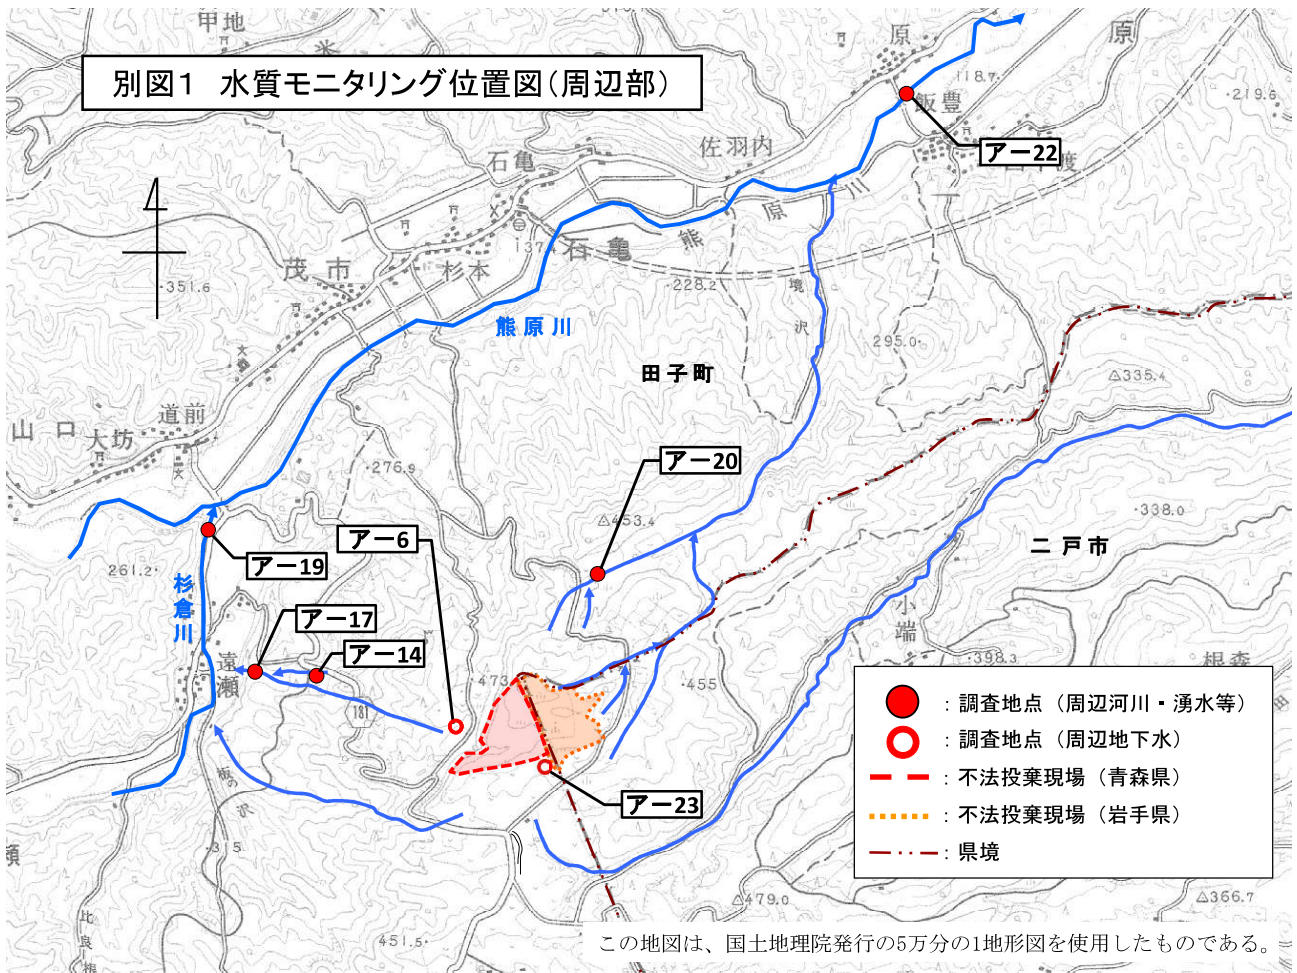 別図1 水質モニタリング位置図(周辺部)
甲地
米
原
原
118.7
飯豊
219.6
アー22
佐羽内
石亀
137.4
石亀
熊
原
川
茂市
杉本
351.6
228.2
境
沢
熊原川
295.0
田子町
335.4
道前
山口
大坊
276.9
アー20
453.4
338.0
アー6
アー19
二戸市
261.2
杉倉川
小端
アー17
アー14
遠瀬
473
455
398.3
根森
181
アー23
沢
315
瀬
比良根
451.5
479.0
366.7
：調査地点（周辺河川・湧水等）
：調査地点（周辺地下水）
：不法投棄現場（青森県）
：不法投棄現場（岩手県）
：県境
この地図は、国土地理院発行の5万分の1地形図を使用したものである。